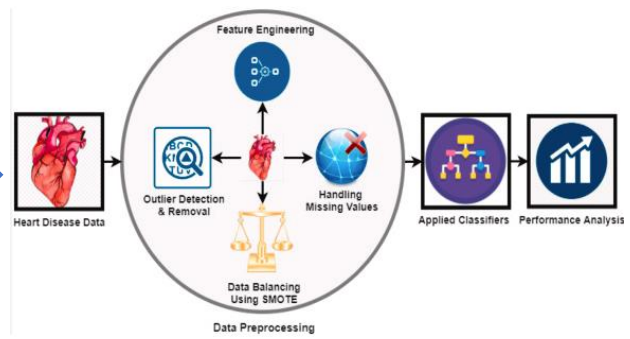 Feature Engineering
Heart Disease Data
Outlier Detection
& Removal
Handling
Missing Values
Data Balancing
Using SMOTE
Data Preprocessing
Applied Classifiers
Performance Analysis